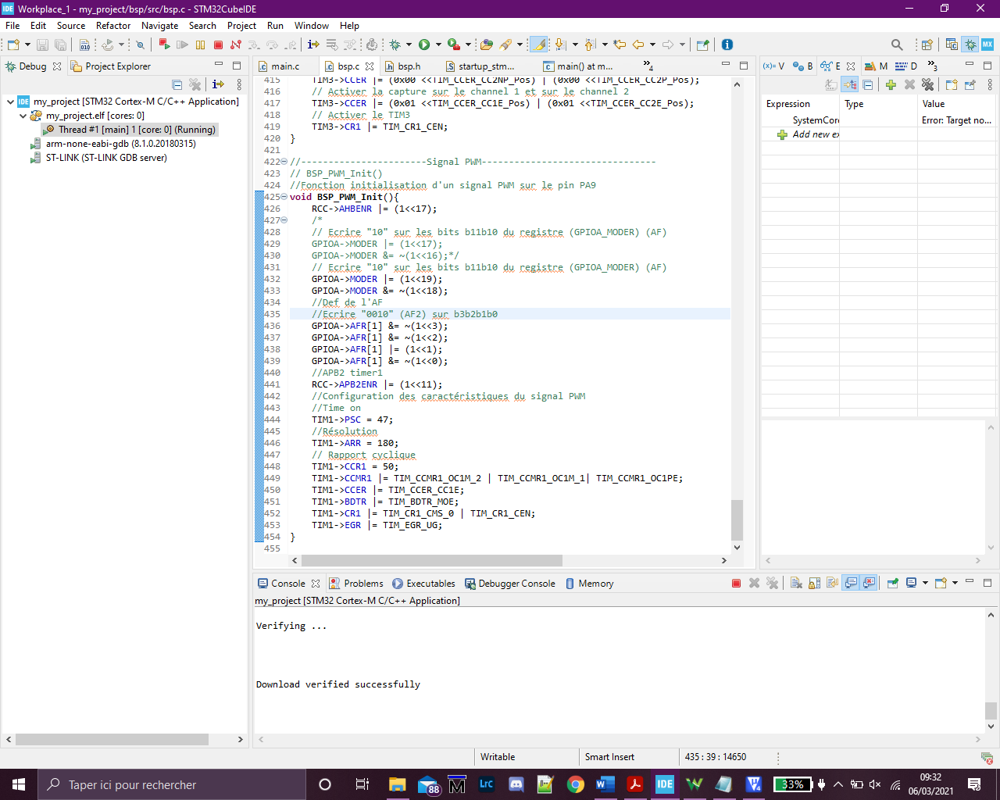 Workplace_1 - my_project/bsp/src/bsp.c - STM32CubeIDE
File Edit Source Refactor Navigate Search Project Run Window Help
Debug Project Explorer
my_project [STM32 Cortex-M C/C++ Application]
my_project.elf [cores: 0]
Thread #1 [main] 1 [core: 0] (Running)
arm-none-eabi-gdb (8.1.0.20180315)
ST-LINK (ST-LINK GDB server)
main.c bsp.c bsp.h startup_stm... main() at m... »4
415 TIM3->CCER |= (0x00 <<TIM_CCER_CC2NP_Pos) | (0x00 <<TIM_CCER_CC2P_Pos);
416 // Activer la capture sur le channel 1 et sur le channel 2
417 TIM3->CCER |= (0x01 <<TIM_CCER_CC1E_Pos) | (0x01 <<TIM_CCER_CC2E_Pos);
418 // Activer le TIM3
419 TIM3->CR1 |= TIM_CR1_CEN;
420 }
421
422 //-----------------------Signal PWM--------------------------------
423 // BSP_PWM_Init()
424 //Fonction initialisation d'un signal PWM sur le pin PA9
425 void BSP_PWM_Init(){
426 RCC->AHBENR |= (1<<17);
427 /*
428 // Ecrire "10" sur les bits b11b10 du registre (GPIOA_MODER) (AF)
429 GPIOA->MODER |= (1<<17);
430 GPIOA->MODER &= ~(1<<16);*/
431 // Ecrire "10" sur les bits b11b10 du registre (GPIOA_MODER) (AF)
432 GPIOA->MODER |= (1<<19);
433 GPIOA->MODER &= ~(1<<18);
434 //Def de l'AF
435 //Ecrire "0010" (AF2) sur b3b2b1b0
436 GPIOA->AFR[1] &= ~(1<<3);
437 GPIOA->AFR[1] &= ~(1<<2);
438 GPIOA->AFR[1] |= (1<<1);
439 GPIOA->AFR[1] &= ~(1<<0);
440 //APB2 timer1
441 RCC->APB2ENR |= (1<<11);
442 //Configuration des caractéristiques du signal PWM
443 //Time on
444 TIM1->PSC = 47;
445 //Résolution
446 TIM1->ARR = 180;
447 // Rapport cyclique
448 TIM1->CCR1 = 50;
449 TIM1->CCMR1 |= TIM_CCMR1_OC1M_2 | TIM_CCMR1_OC1M_1| TIM_CCMR1_OC1PE;
450 TIM1->CCER |= TIM_CCER_CC1E;
451 TIM1->BDTR |= TIM_BDTR_MOE;
452 TIM1->CR1 |= TIM_CR1_CMS_0 | TIM_CR1_CEN;
453 TIM1->EGR |= TIM_EGR_UG;
454 }
455
(x)= V B E M D »3
Expression Type Value
SystemCor Error: Target no...
Add new ex
Console Problems Executables Debugger Console Memory
my_project [STM32 Cortex-M C/C++ Application]
Verifying ...
Download verified successfully
Writable Smart Insert 435 : 39 : 14650
Taper ici pour rechercher
88
Lrc
IDE
33%
09:32
06/03/2021